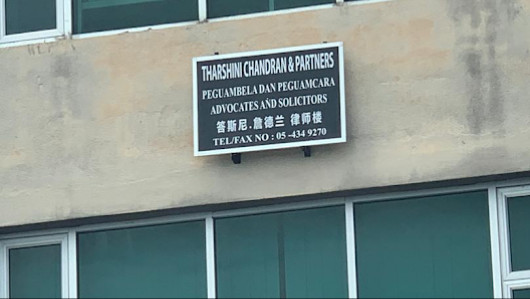 THARSHINI CHANDRAN & PARTNERS
PEGUAMBELA DAN PEGUAMCARA
ADVOCATES AND SOLICITORS
答斯尼.詹德兰 律师楼
TEL/FAX NO : 05 -434 9270